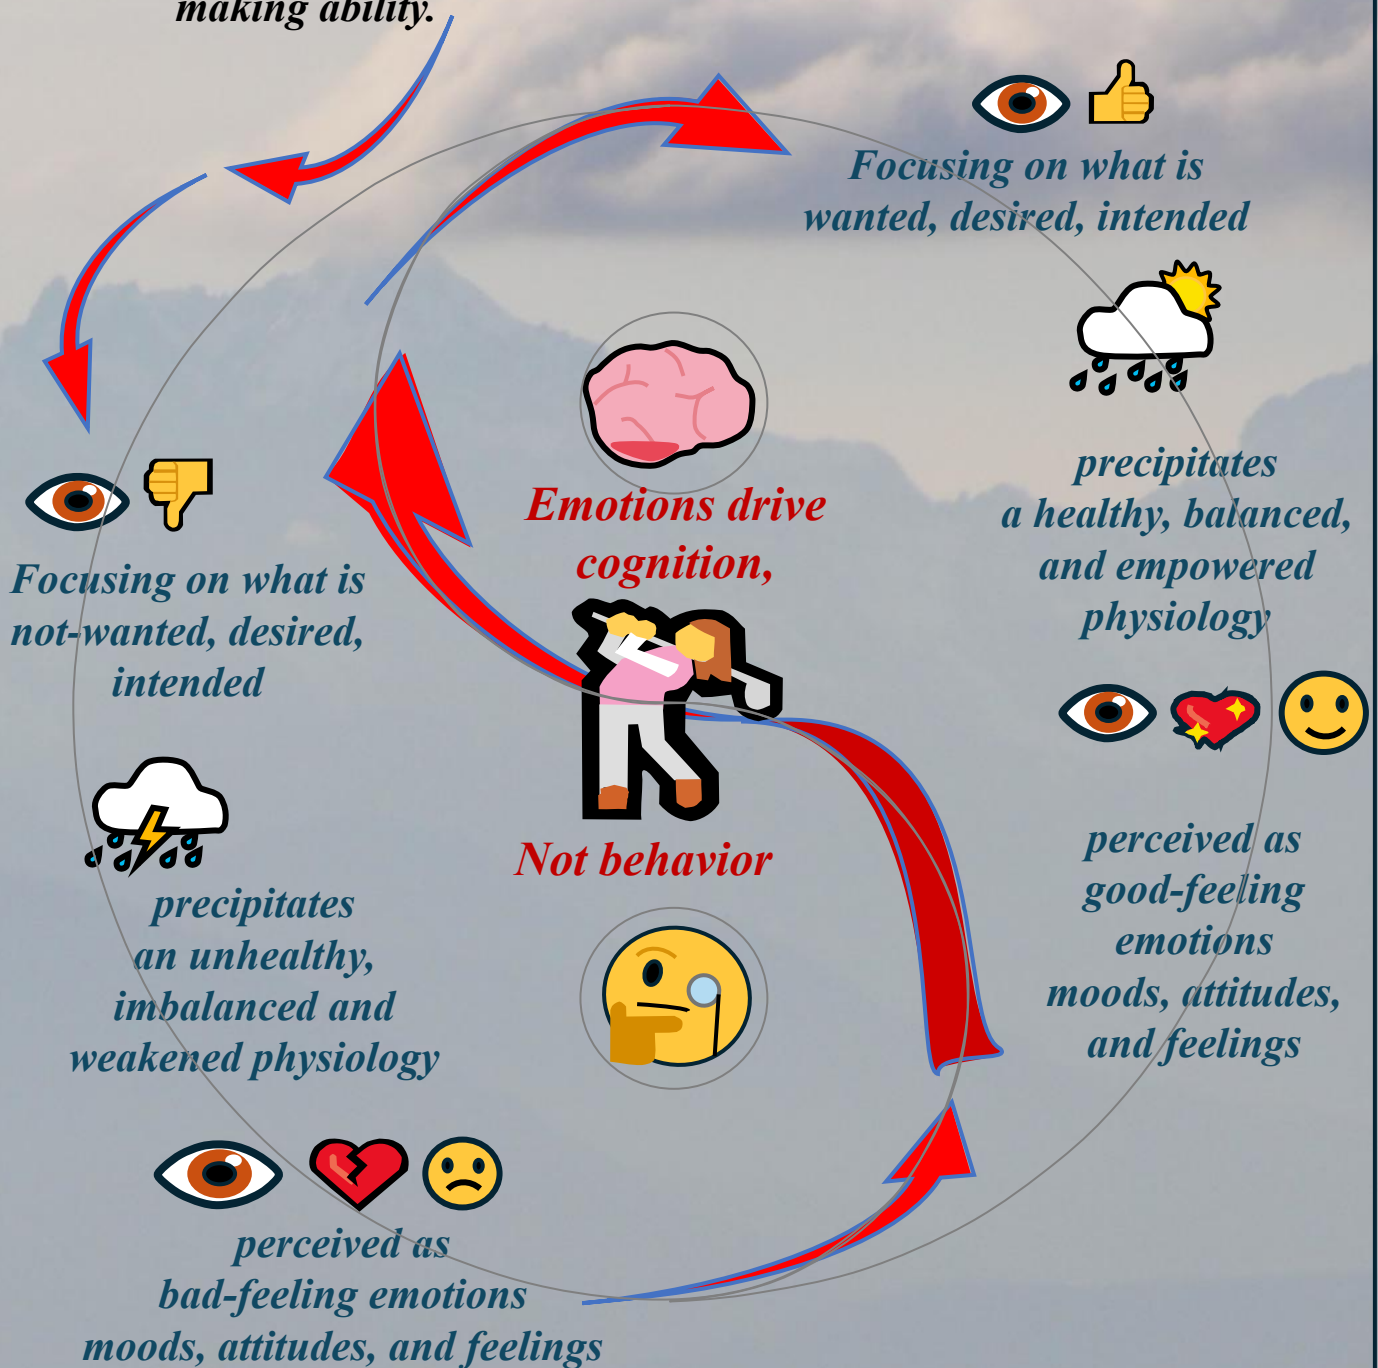 making ability.
Focusing on what is
wanted, desired, intended
precipitates
a healthy, balanced,
and empowered
physiology
perceived as
good-feeling
emotions
moods, attitudes,
and feelings
Emotions drive
cognition,
Not behavior
Focusing on what is
not-wanted, desired,
intended
precipitates
an unhealthy,
imbalanced and
weakened physiology
perceived as
bad-feeling emotions
moods, attitudes, and feelings